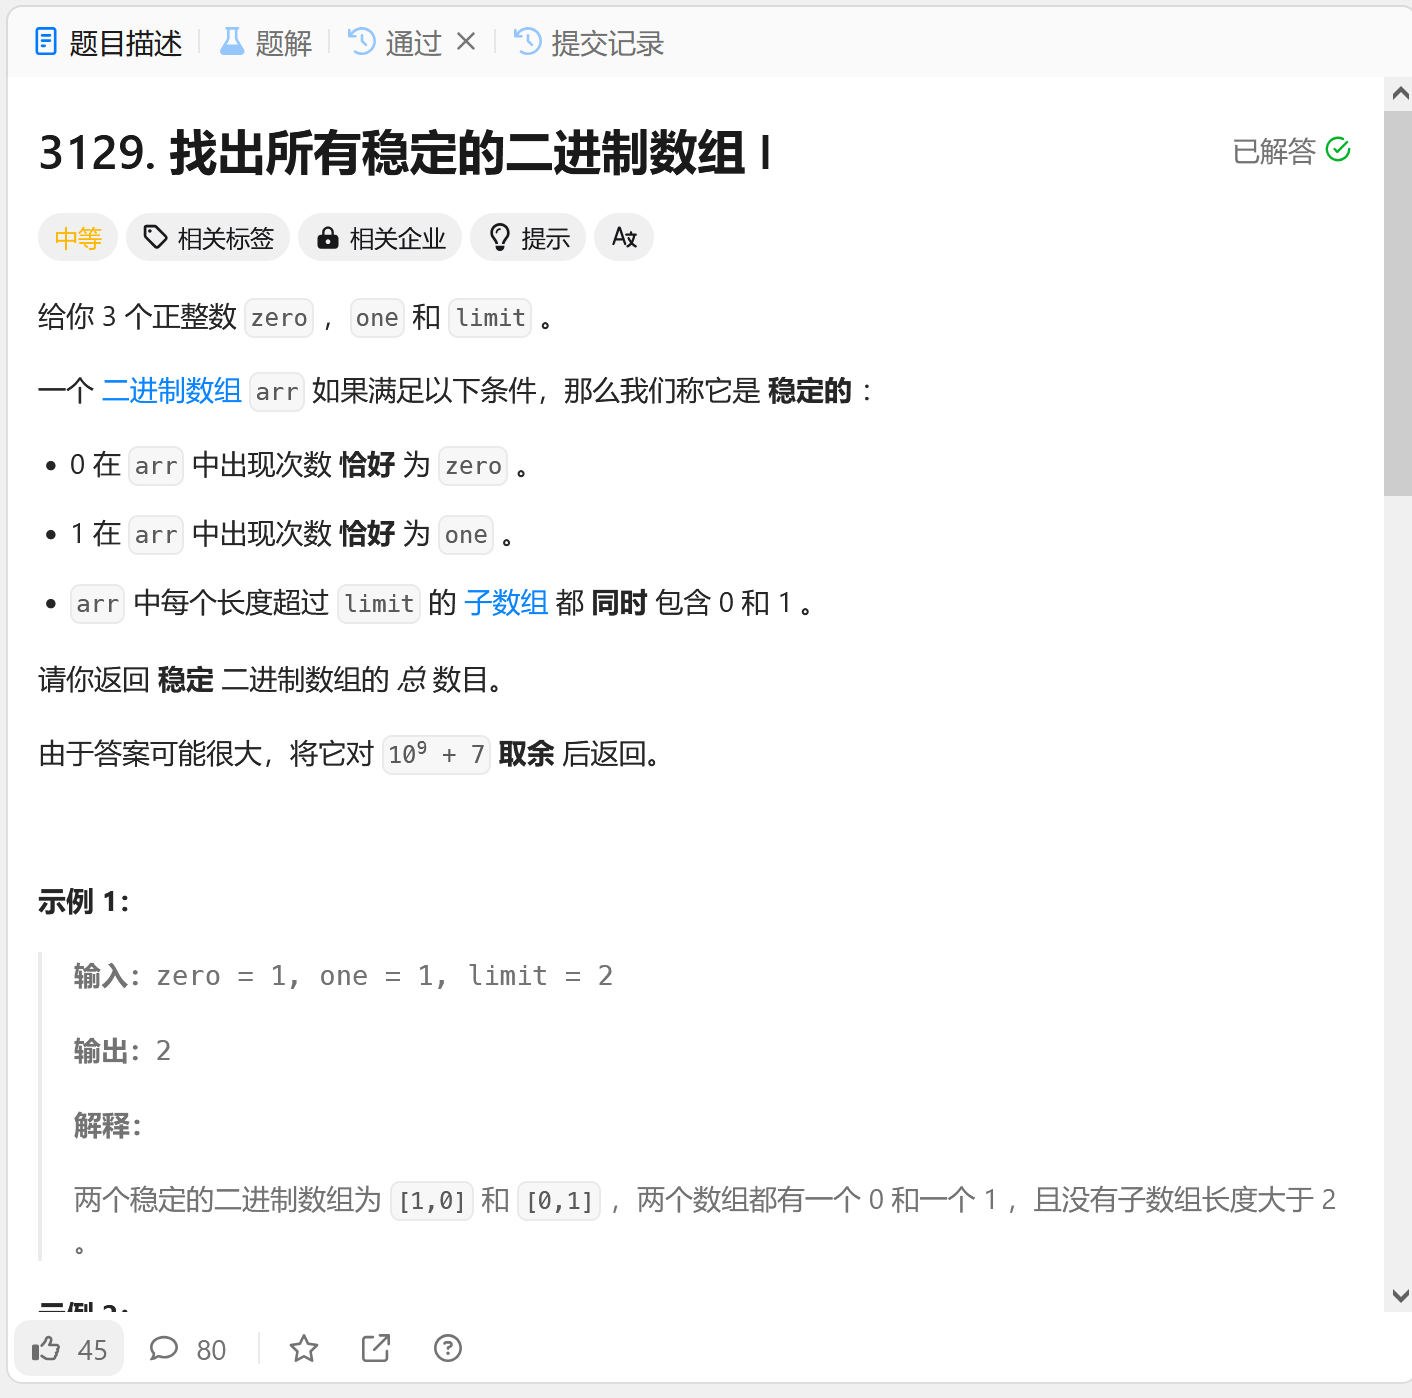 题目描述 题解 通过 提交记录
3129. 找出所有稳定的二进制数组 I
已解答
中等 相关标签 相关企业 提示
给你 3 个正整数 zero ，one 和 limit 。
一个 二进制数组 arr 如果满足以下条件，那么我们称它是 稳定的 ：
• 0 在 arr 中出现次数 恰好 为 zero 。
• 1 在 arr 中出现次数 恰好 为 one 。
• arr 中每个长度超过 limit 的 子数组 都 同时 包含 0 和 1 。
请你返回 稳定 二进制数组的 总 数目。
由于答案可能很大，将它对 10⁹ + 7 取余 后返回。
示例 1：
输入：zero = 1, one = 1, limit = 2
输出：2
解释：
两个稳定的二进制数组为 [1,0] 和 [0,1] ，两个数组都有一个 0 和一个 1 ，且没有子数组长度大于 2
。
示例 2：
45 80